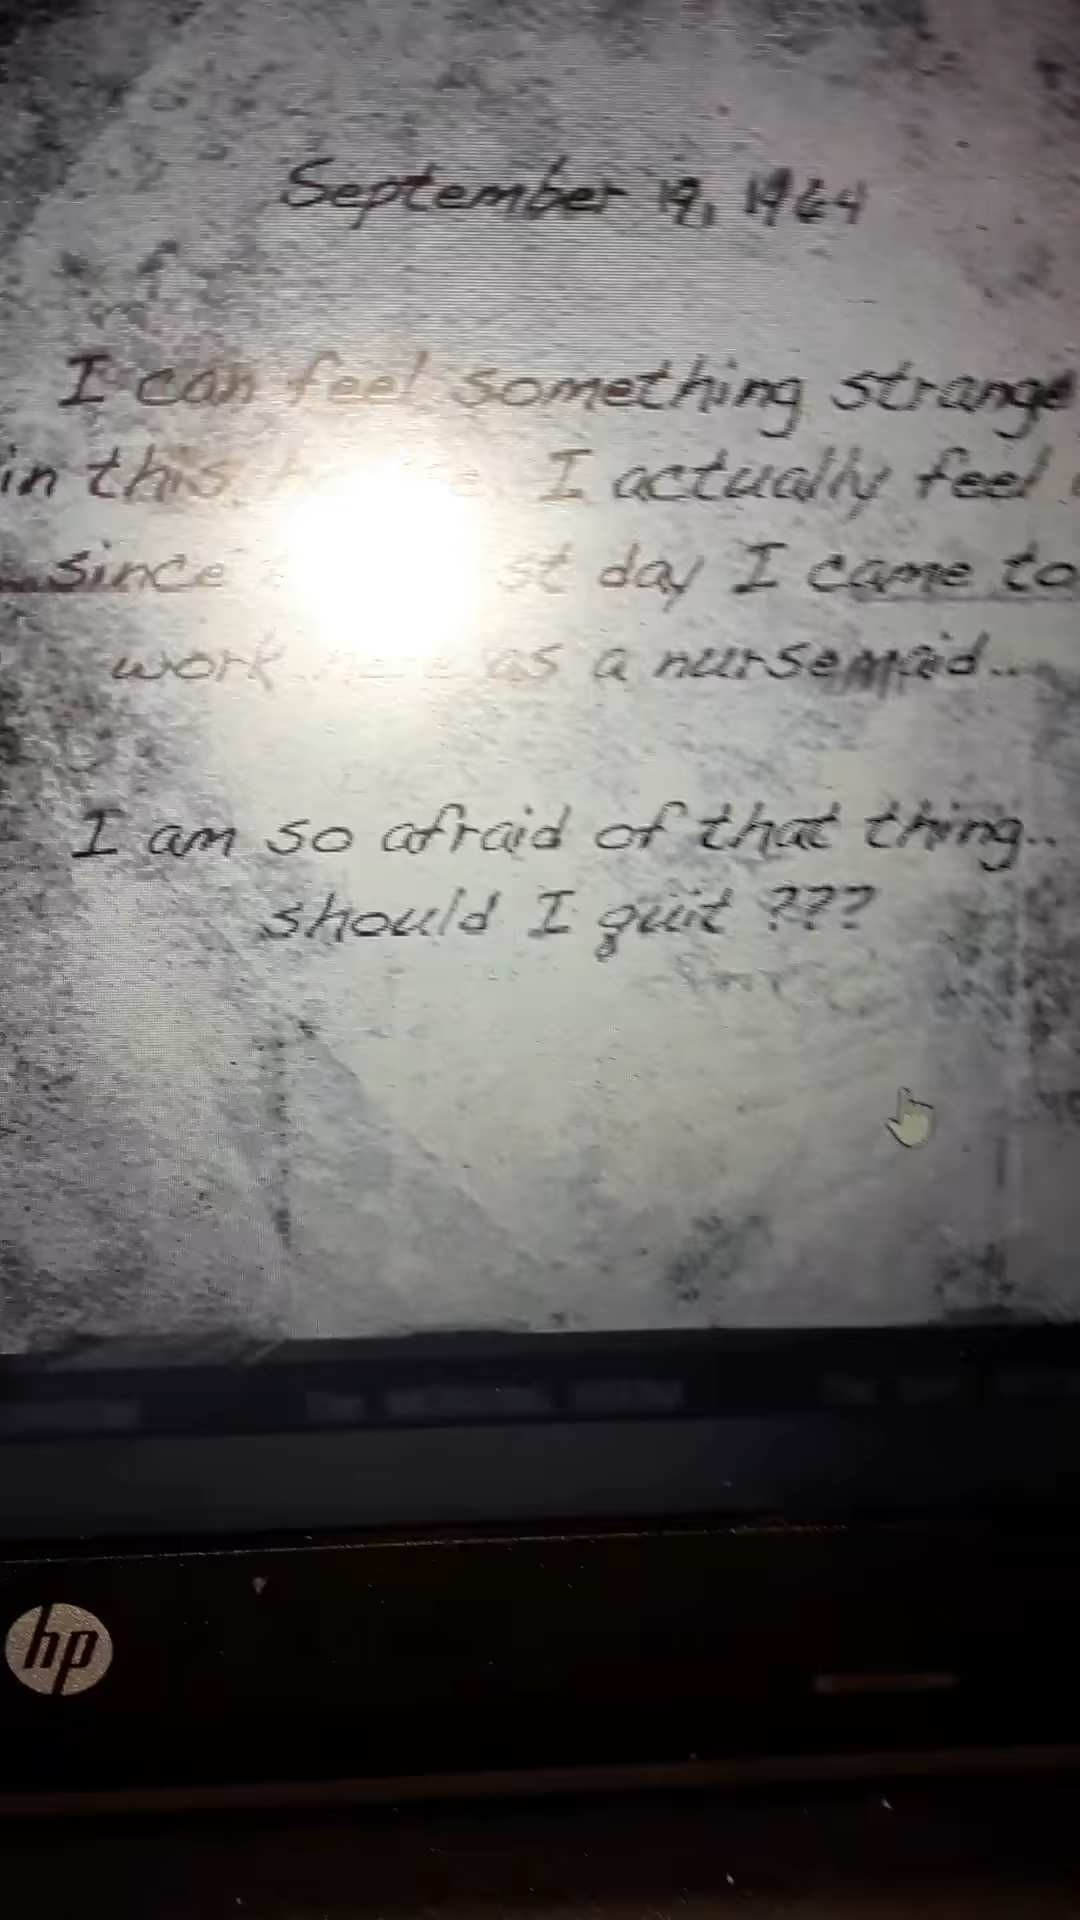 September 19, 1964
I can feel something strange
in this I actually feel
since day I came to
work here as a nursemaid...
I am so afraid of that thing..
should I quit ???
hp